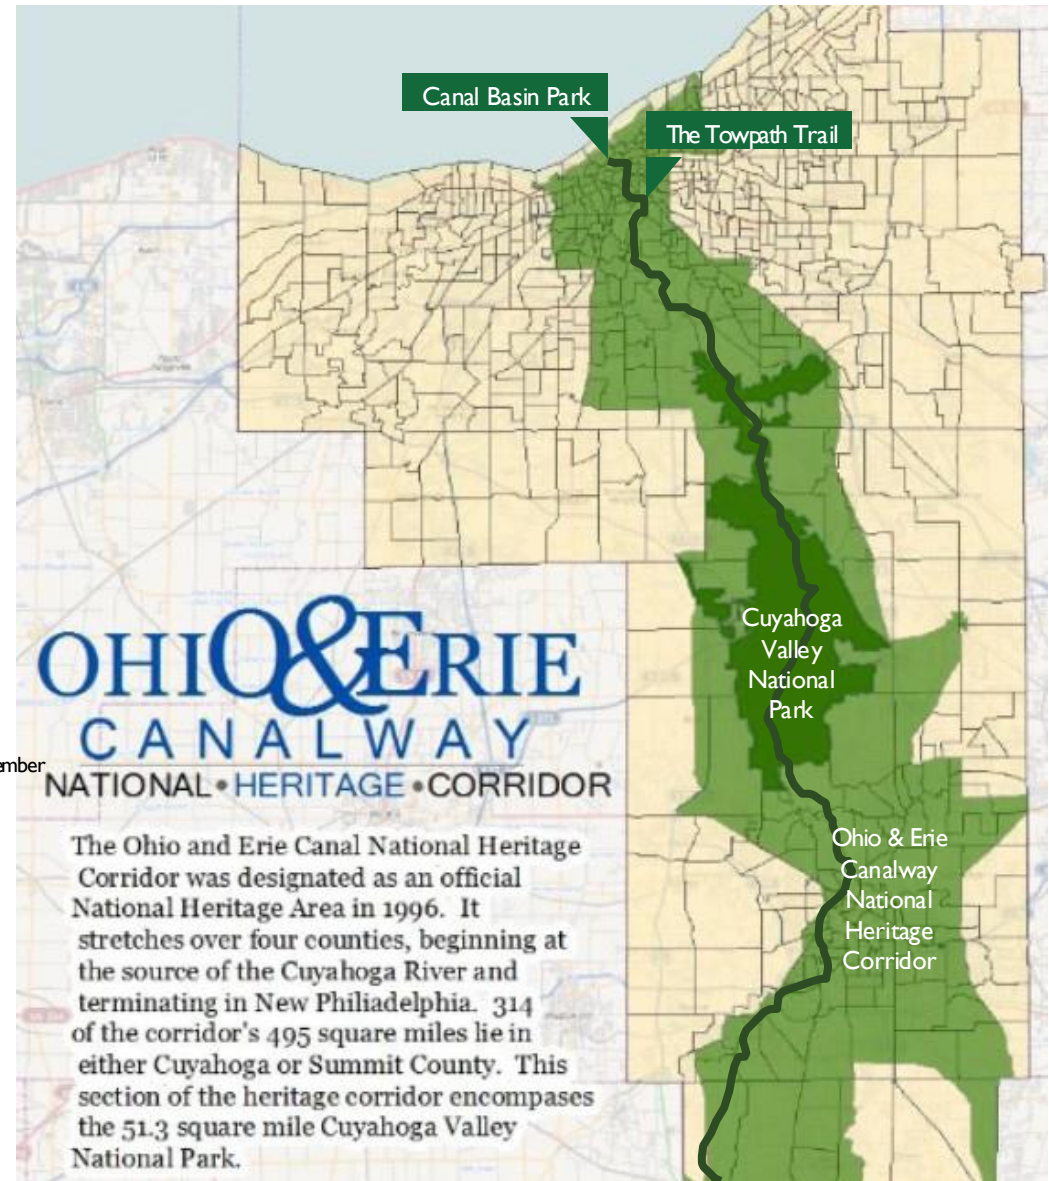 Canal Basin Park
The Towpath Trail
Cuyahoga
Valley
National
Park
OHIO&ERIE
CANALWAY
ember
NATIONAL•HERITAGE•CORRIDOR
The Ohio and Erie Canal National Heritage
Corridor was designated as an official
National Heritage Area in 1996. It
stretches over four counties, beginning at
the source of the Cuyahoga River and
terminating in New Philiadelphia. 314
of the corridor's 495 square miles lie in
either Cuyahoga or Summit County. This
section of the heritage corridor encompases
the 51.3 square mile Cuyahoga Valley
National Park.
Ohio & Erie
Canalway
National
Heritage
Corridor